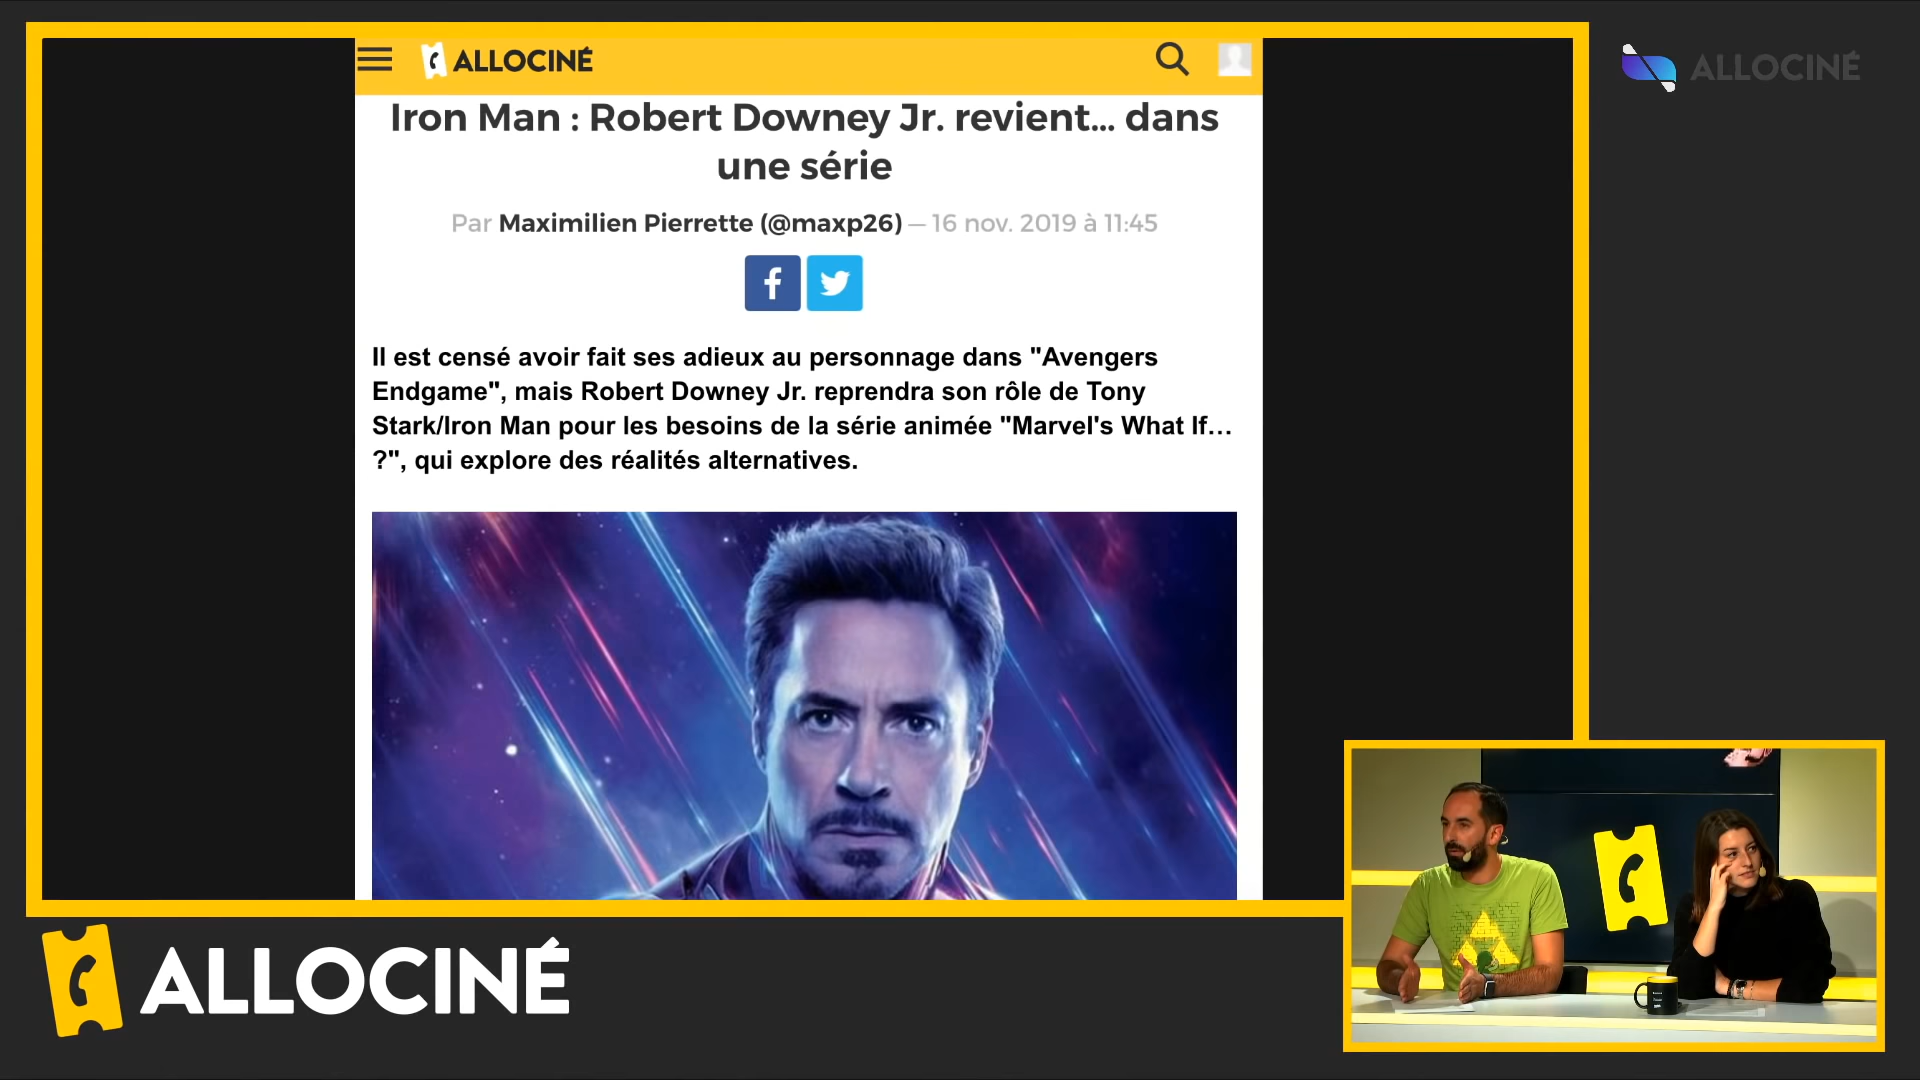 ALLOCINÉ
ALLOCINÉ
Iron Man : Robert Downey Jr. revient... dans
une série
Par Maximilien Pierrette (@maxp26) — 16 nov. 2019 à 11:45
Il est censé avoir fait ses adieux au personnage dans "Avengers
Endgame", mais Robert Downey Jr. reprendra son rôle de Tony
Stark/Iron Man pour les besoins de la série animée "Marvel's What If…
?", qui explore des réalités alternatives.
ALLOCINÉ